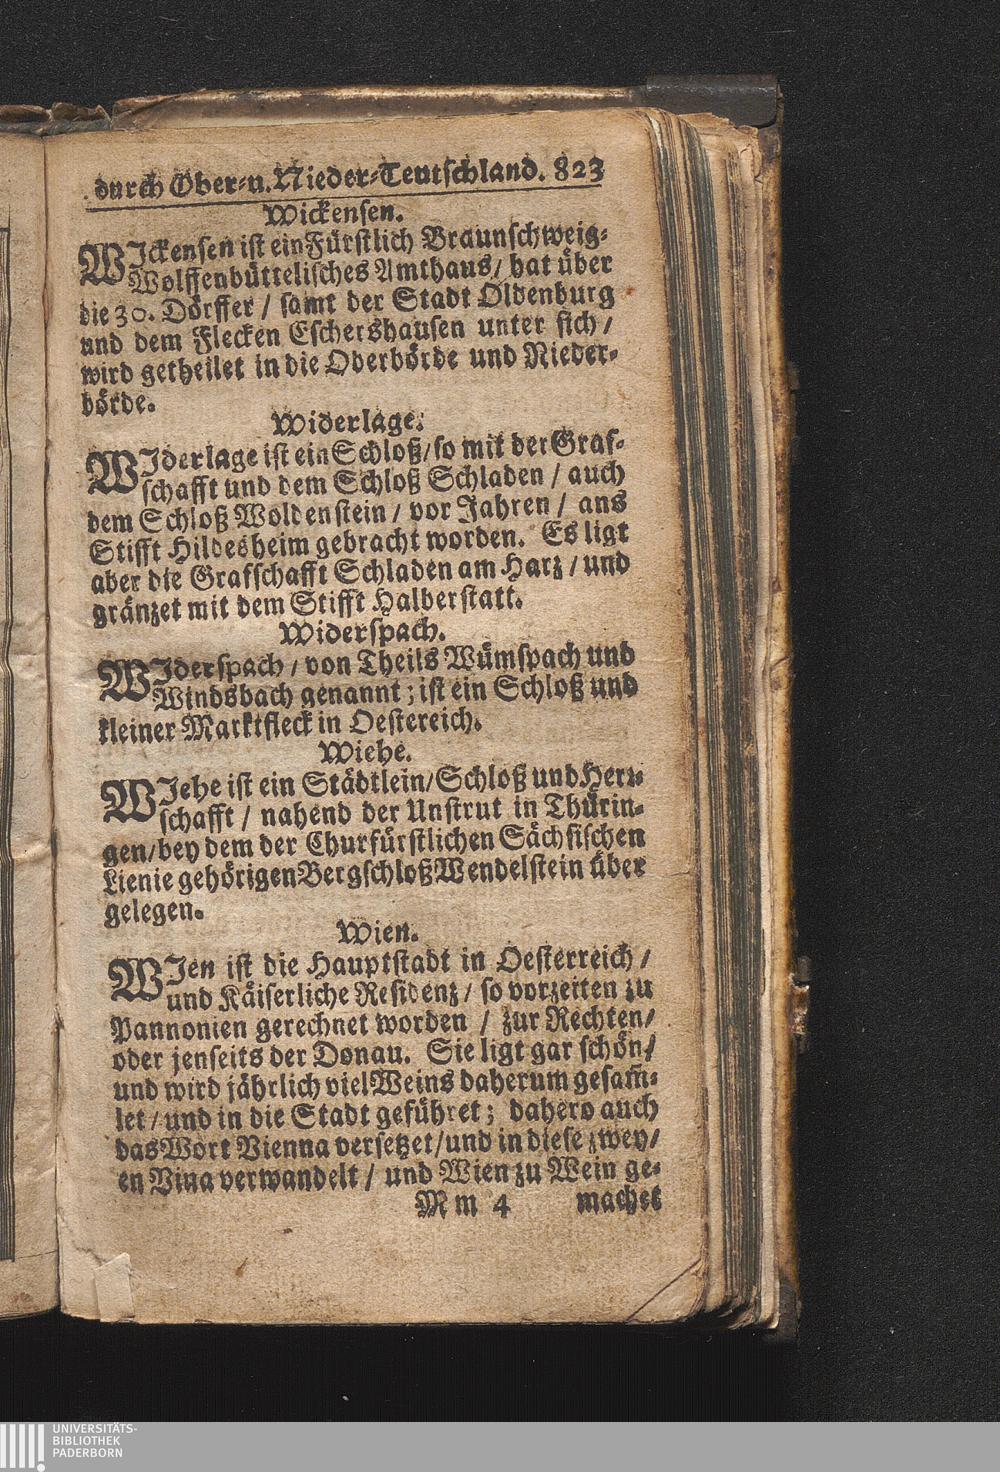 durch Ober-u. Nieder-Teutschland. 823
Wickensen.
WIckensen ist ein Fürstlich Braunschweig-
Wolffenbüttelisches Amthaus/ hat über
die 30. Dörffer / samt der Stadt Oldenburg
und dem Flecken Eschershausen unter sich /
wird getheilet in die Oberbörde und Nieder-
börde.
Widerlage.
WIderlage ist ein Schloß/ so mit der Graf-
schafft und dem Schloß Schladen / auch
dem Schloß Woldenstein / vor Jahren / ans
Stifft Hildesheim gebracht worden. Es ligt
aber die Grafschafft Schladen am Harz / und
gränzet mit dem Stifft Halberstatt.
Widerspach.
WIderspach / von Theils Wümspach und
Windsbach genannt; ist ein Schloß und
kleiner Marktfleck in Oestereich.
Wiehe.
WIehe ist ein Städtlein/ Schloß und Herr-
schafft / nahend der Unstrut in Thürin-
gen/ bey dem der Churfürstlichen Sächsischen
Lienie gehörigen Bergschloß Wendelstein über
gelegen.
Wien.
WIen ist die Hauptstadt in Oesterreich /
und Käiserliche Residenz / so vorzeiten zu
Pannonien gerechnet worden / zur Rechten/
oder jenseits der Donau. Sie ligt gar schön/
und wird jährlich viel Weins daherum gesam̃-
let / und in die Stadt geführet; dahero auch
das Wort Vienna versetzet/ und in diese zwey/
en Vina verwandelt / und Wien zu Wein ge-
Mm 4 machet
UNIVERSITÄTS-
BIBLIOTHEK
PADERBORN